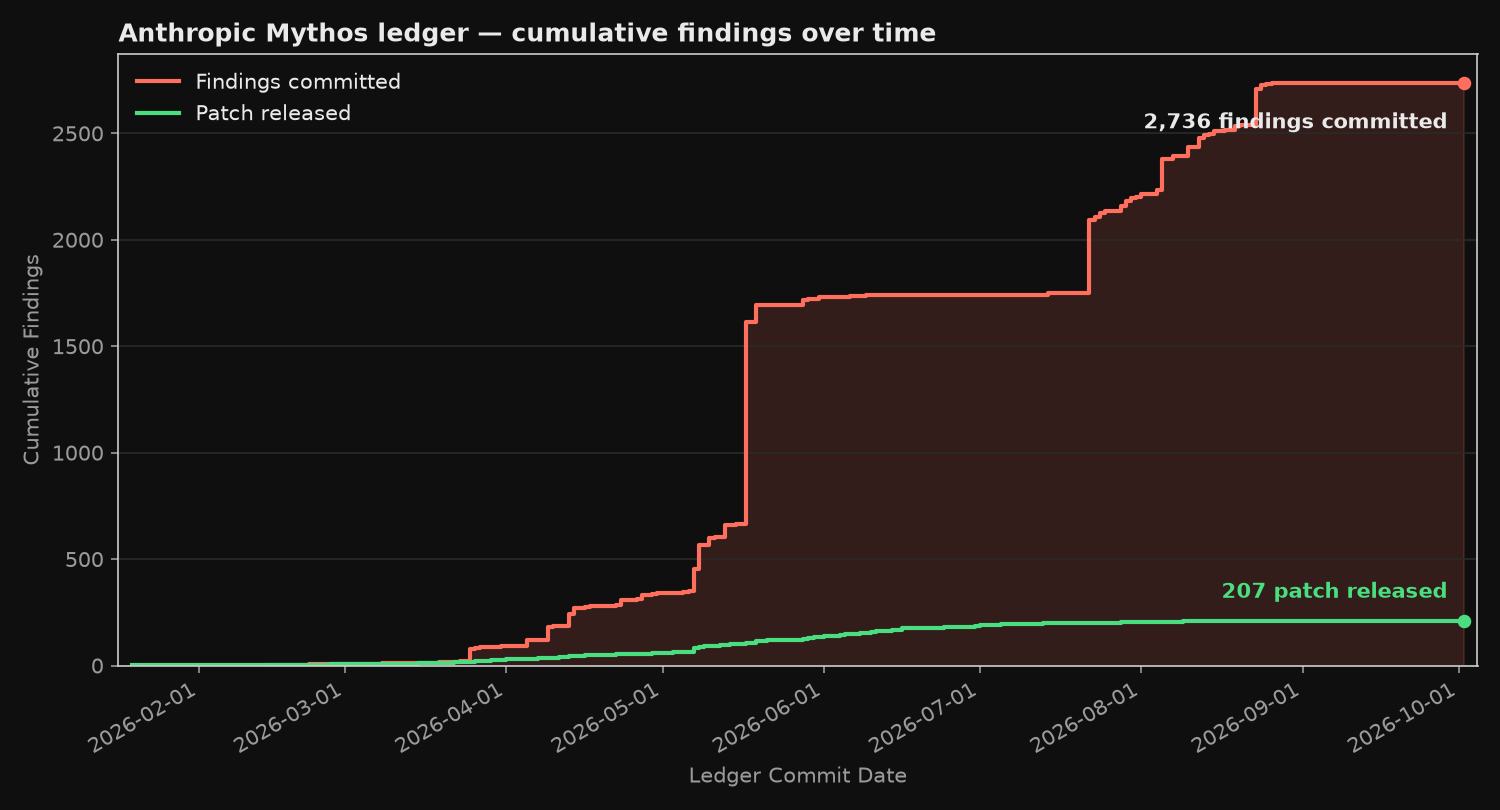 Anthropic Mythos ledger — cumulative findings over time
Findings committed
Patch released
2,736 findings committed
207 patch released
Cumulative Findings
2500
2000
1500
1000
500
0
2026-02-01
2026-03-01
2026-04-01
2026-05-01
2026-06-01
2026-07-01
2026-08-01
2026-09-01
2026-10-01
Ledger Commit Date